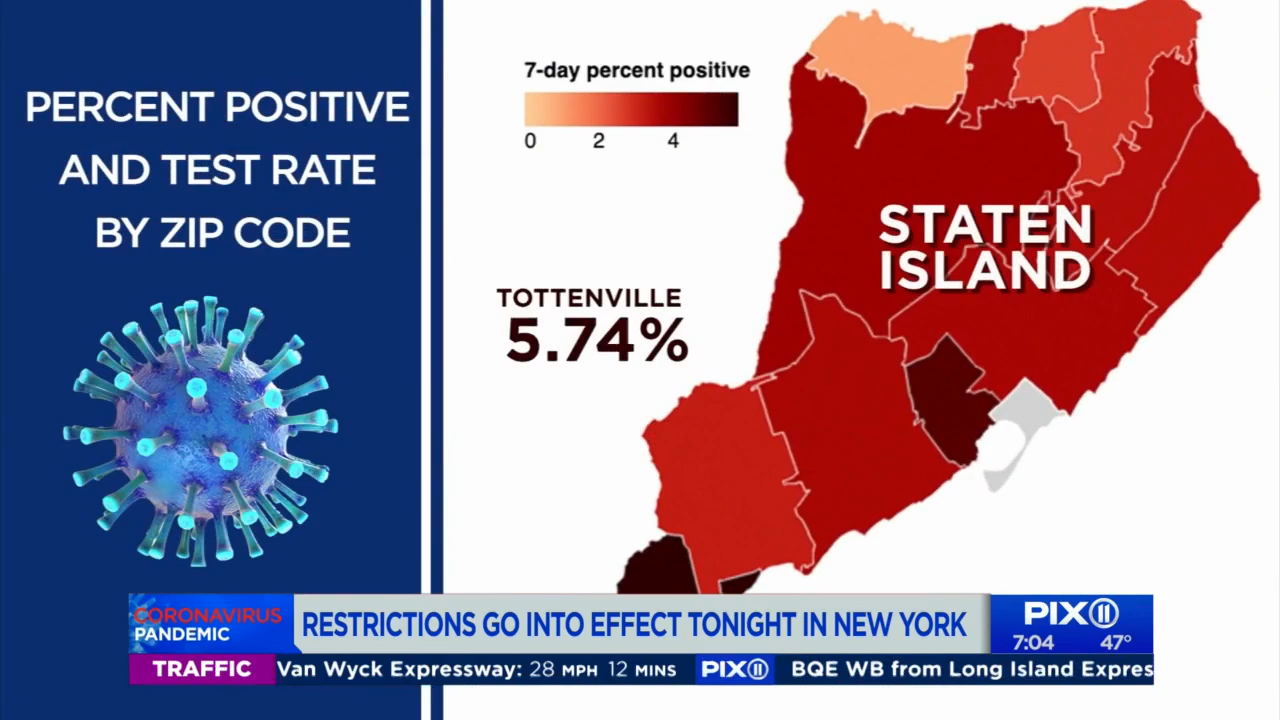 PERCENT POSITIVE
AND TEST RATE
BY ZIP CODE
7-day percent positive
0 2 4
STATEN
ISLAND
TOTTENVILLE
5.74%
CORONAVIRUS
PANDEMIC
RESTRICTIONS GO INTO EFFECT TONIGHT IN NEW YORK
PIX11
7:04 47°
TRAFFIC Van Wyck Expressway: 28 MPH 12 MINS PIX11 BQE WB from Long Island Expres